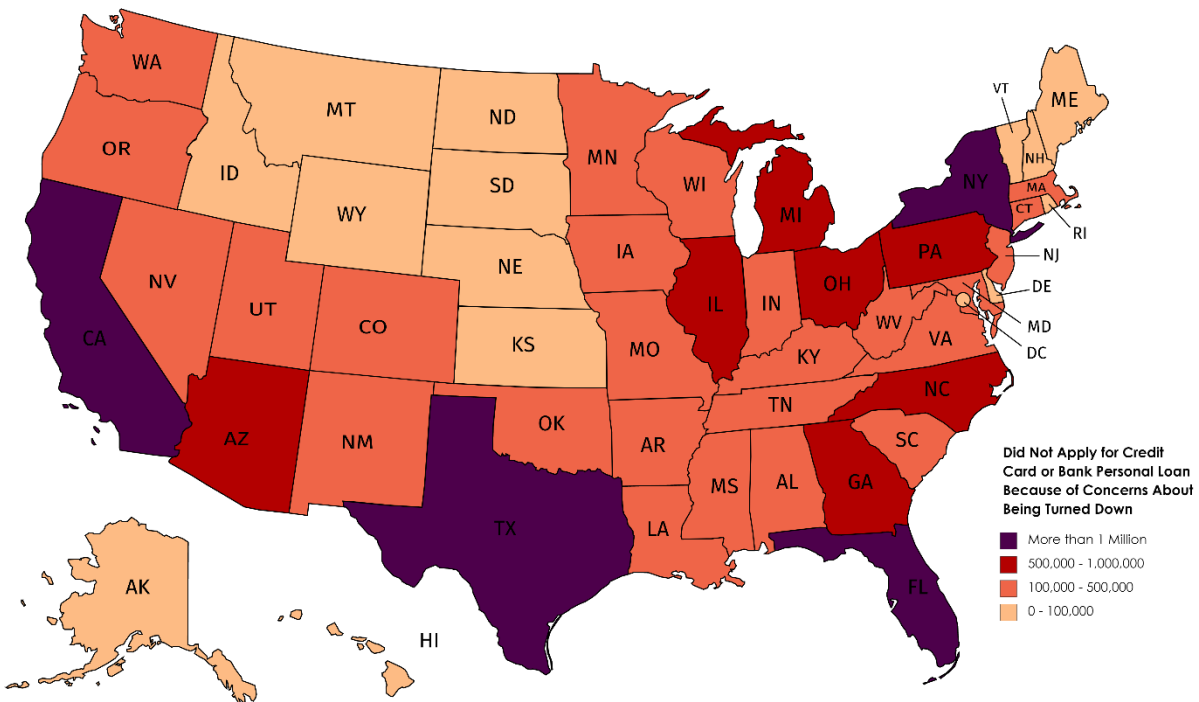 WA
OR
MT
ID
WY
ND
SD
NE
KS
MN
IA
MO
WI
IL
MI
IN
OH
PA
NY
VT
NH
ME
MA
CT
RI
NJ
DE
MD
DC
WV
VA
KY
TN
NC
SC
GA
AL
MS
AR
LA
OK
TX
FL
NM
AZ
CO
UT
NV
CA
AK
HI
Did Not Apply for Credit
Card or Bank Personal Loan
Because of Concerns About
Being Turned Down
More than 1 Million
500,000 - 1,000,000
100,000 - 500,000
0 - 100,000